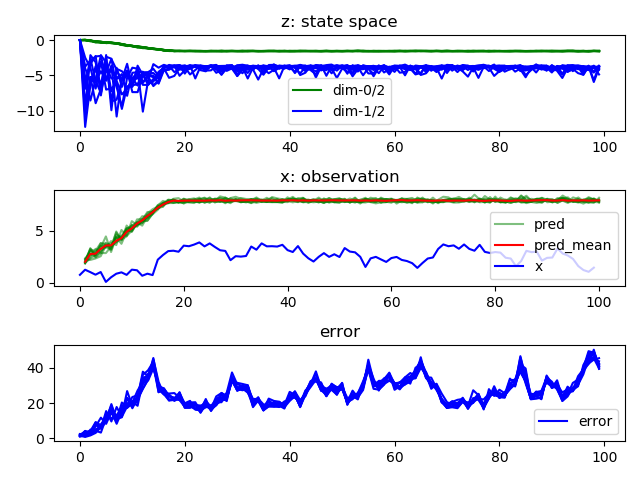 z: state space
0
−5
−10
dim-0/2
dim-1/2
0 20 40 60 80 100
x: observation
5
0
pred
pred_mean
x
0 20 40 60 80 100
error
40
20
0
error
0 20 40 60 80 100